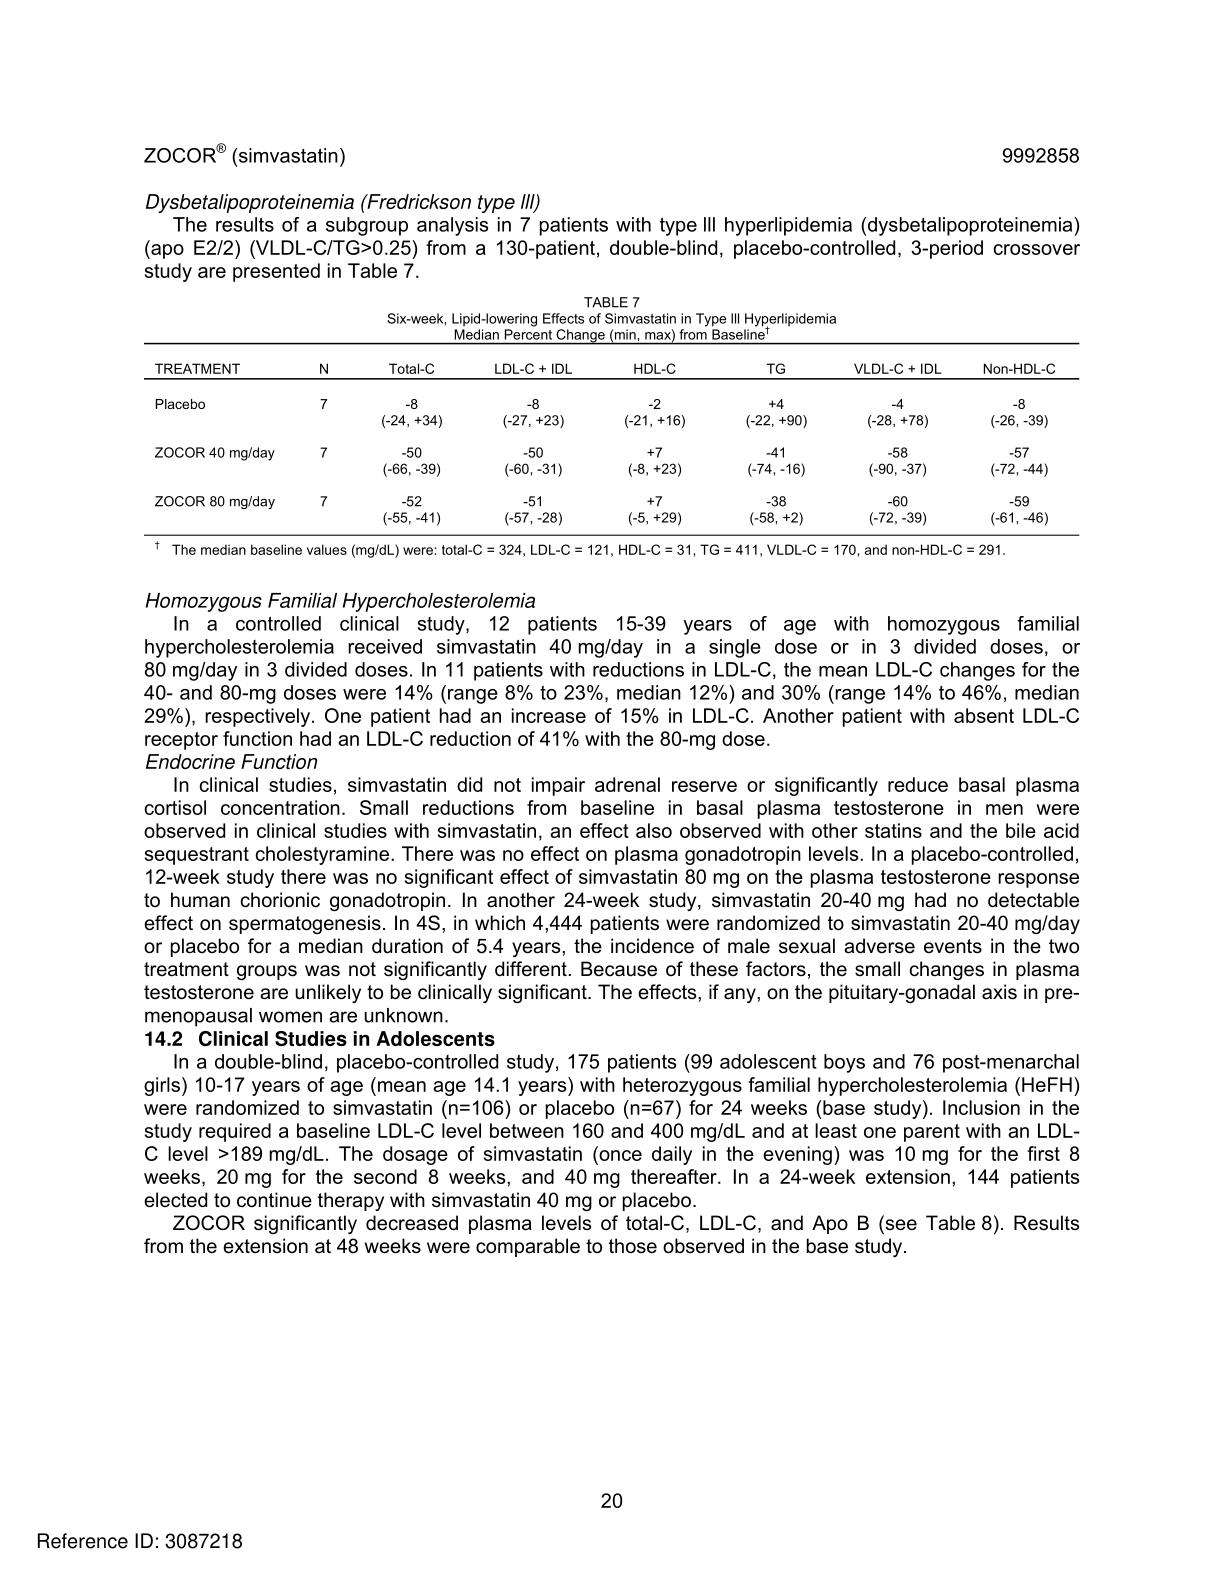 ZOCOR® (simvastatin) 9992858
Dysbetalipoproteinemia (Fredrickson type III)
The results of a subgroup analysis in 7 patients with type III hyperlipidemia (dysbetalipoproteinemia)
(apo E2/2) (VLDL-C/TG>0.25) from a 130-patient, double-blind, placebo-controlled, 3-period crossover
study are presented in Table 7.
TABLE 7
Six-week, Lipid-lowering Effects of Simvastatin in Type III Hyperlipidemia
Median Percent Change (min, max) from Baseline†
TREATMENT N Total-C LDL-C + IDL HDL-C TG VLDL-C + IDL Non-HDL-C
Placebo 7 -8 -8 -2 +4 -4 -8
(-24, +34) (-27, +23) (-21, +16) (-22, +90) (-28, +78) (-26, -39)
ZOCOR 40 mg/day 7 -50 -50 +7 -41 -58 -57
(-66, -39) (-60, -31) (-8, +23) (-74, -16) (-90, -37) (-72, -44)
ZOCOR 80 mg/day 7 -52 -51 +7 -38 -60 -59
(-55, -41) (-57, -28) (-5, +29) (-58, +2) (-72, -39) (-61, -46)
† The median baseline values (mg/dL) were: total-C = 324, LDL-C = 121, HDL-C = 31, TG = 411, VLDL-C = 170, and non-HDL-C = 291.
Homozygous Familial Hypercholesterolemia
In a controlled clinical study, 12 patients 15-39 years of age with homozygous familial
hypercholesterolemia received simvastatin 40 mg/day in a single dose or in 3 divided doses, or
80 mg/day in 3 divided doses. In 11 patients with reductions in LDL-C, the mean LDL-C changes for the
40- and 80-mg doses were 14% (range 8% to 23%, median 12%) and 30% (range 14% to 46%, median
29%), respectively. One patient had an increase of 15% in LDL-C. Another patient with absent LDL-C
receptor function had an LDL-C reduction of 41% with the 80-mg dose.
Endocrine Function
In clinical studies, simvastatin did not impair adrenal reserve or significantly reduce basal plasma
cortisol concentration. Small reductions from baseline in basal plasma testosterone in men were
observed in clinical studies with simvastatin, an effect also observed with other statins and the bile acid
sequestrant cholestyramine. There was no effect on plasma gonadotropin levels. In a placebo-controlled,
12-week study there was no significant effect of simvastatin 80 mg on the plasma testosterone response
to human chorionic gonadotropin. In another 24-week study, simvastatin 20-40 mg had no detectable
effect on spermatogenesis. In 4S, in which 4,444 patients were randomized to simvastatin 20-40 mg/day
or placebo for a median duration of 5.4 years, the incidence of male sexual adverse events in the two
treatment groups was not significantly different. Because of these factors, the small changes in plasma
testosterone are unlikely to be clinically significant. The effects, if any, on the pituitary-gonadal axis in pre-
menopausal women are unknown.
14.2 Clinical Studies in Adolescents
In a double-blind, placebo-controlled study, 175 patients (99 adolescent boys and 76 post-menarchal
girls) 10-17 years of age (mean age 14.1 years) with heterozygous familial hypercholesterolemia (HeFH)
were randomized to simvastatin (n=106) or placebo (n=67) for 24 weeks (base study). Inclusion in the
study required a baseline LDL-C level between 160 and 400 mg/dL and at least one parent with an LDL-
C level >189 mg/dL. The dosage of simvastatin (once daily in the evening) was 10 mg for the first 8
weeks, 20 mg for the second 8 weeks, and 40 mg thereafter. In a 24-week extension, 144 patients
elected to continue therapy with simvastatin 40 mg or placebo.
ZOCOR significantly decreased plasma levels of total-C, LDL-C, and Apo B (see Table 8). Results
from the extension at 48 weeks were comparable to those observed in the base study.
20
Reference ID: 3087218